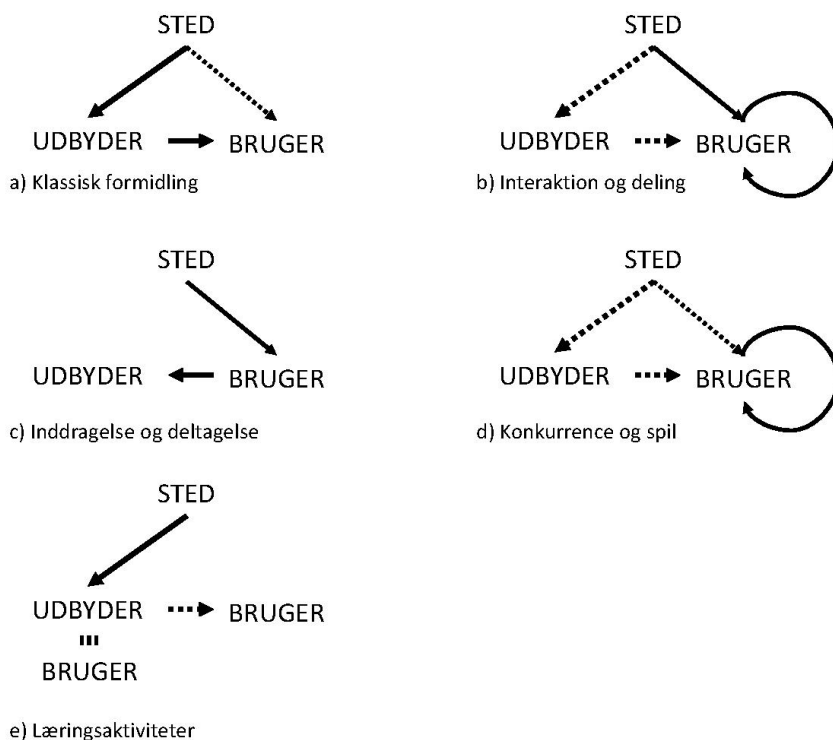 STED
UDBYDER BRUGER
a) Klassisk formidling
STED
UDBYDER BRUGER
b) Interaktion og deling
STED
UDBYDER BRUGER
c) Inddragelse og deltagelse
STED
UDBYDER BRUGER
d) Konkurrence og spil
STED
UDBYDER BRUGER
BRUGER
e) Læringsaktiviteter